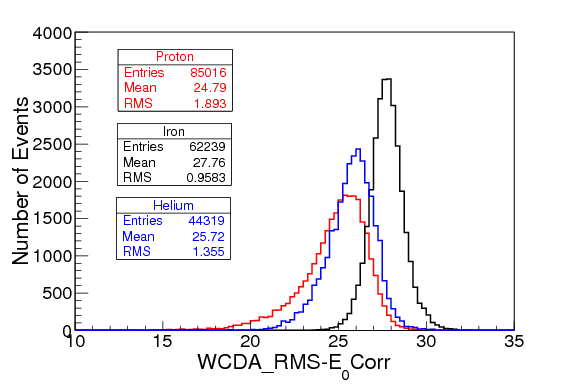 4000
3500
3000
2500
2000
1500
1000
500
0
Number of Events
Proton
Entries 85016
Mean 24.79
RMS 1.893
Iron
Entries 62239
Mean 27.76
RMS 0.9583
Helium
Entries 44319
Mean 25.72
RMS 1.355
10 15 20 25 30 35
WCDA_RMS-E0Corr